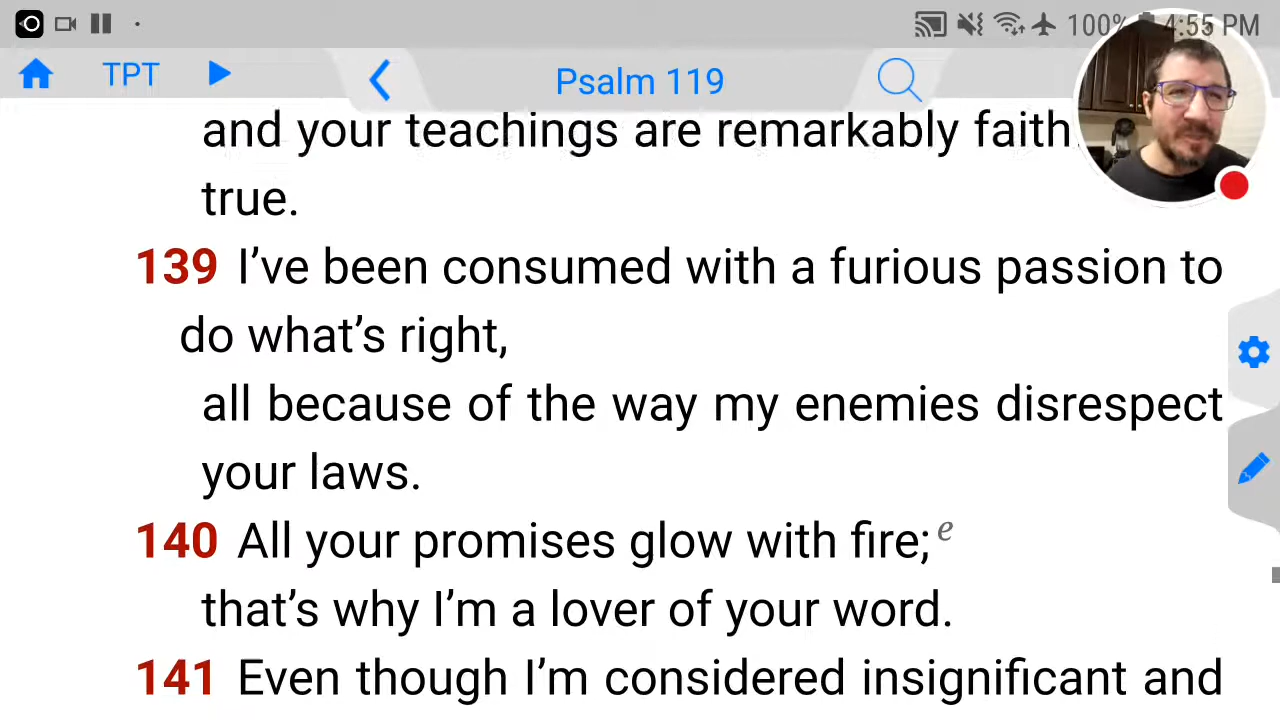 100% 4:55 PM
TPT Psalm 119
and your teachings are remarkably
true.
139 I’ve been consumed with a furious passion to
do what’s right,
all because of the way my enemies disrespect
your laws.
140 All your promises glow with fire;e
that’s why I’m a lover of your word.
141 Even though I’m considered insignificant and